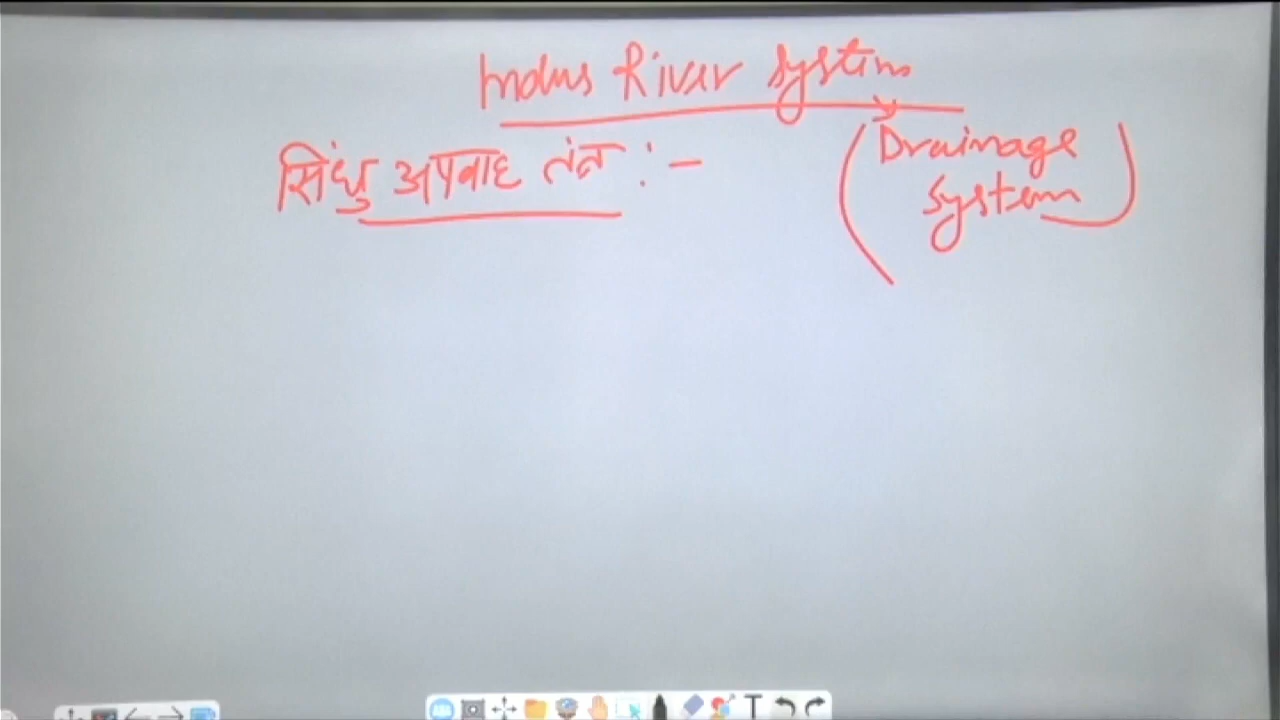 Indus River System
सिंधु अपवाह तंत्र :-
(Drainage
System)